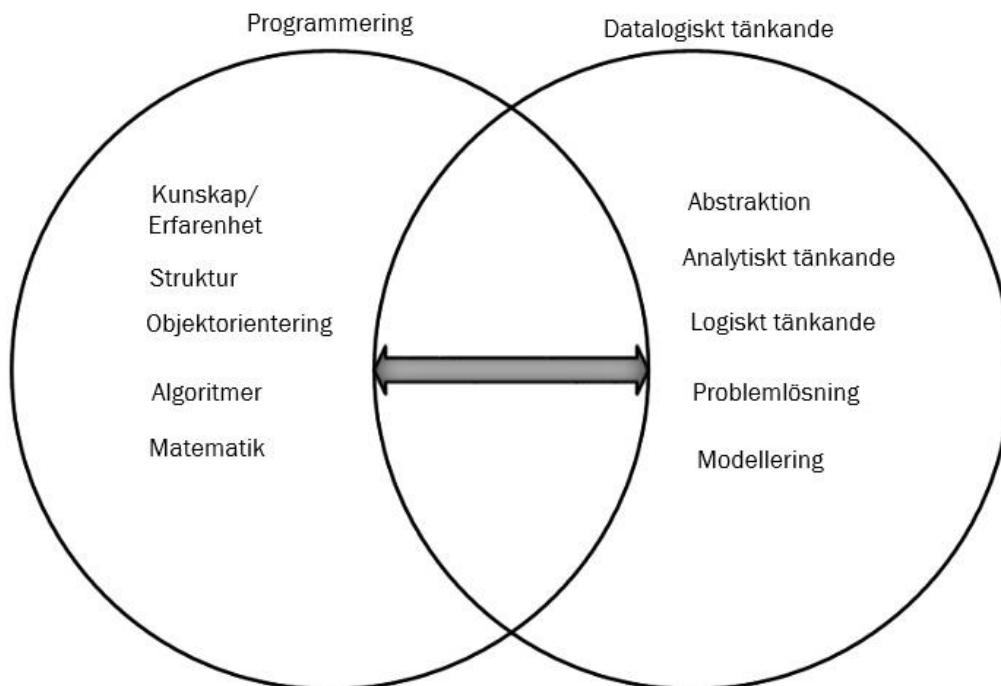 Programmering
Datalogiskt tänkande
Kunskap/
Erfarenhet
Struktur
Objektorientering
Algoritmer
Matematik
Abstraktion
Analytiskt tänkande
Logiskt tänkande
Problemlösning
Modellering